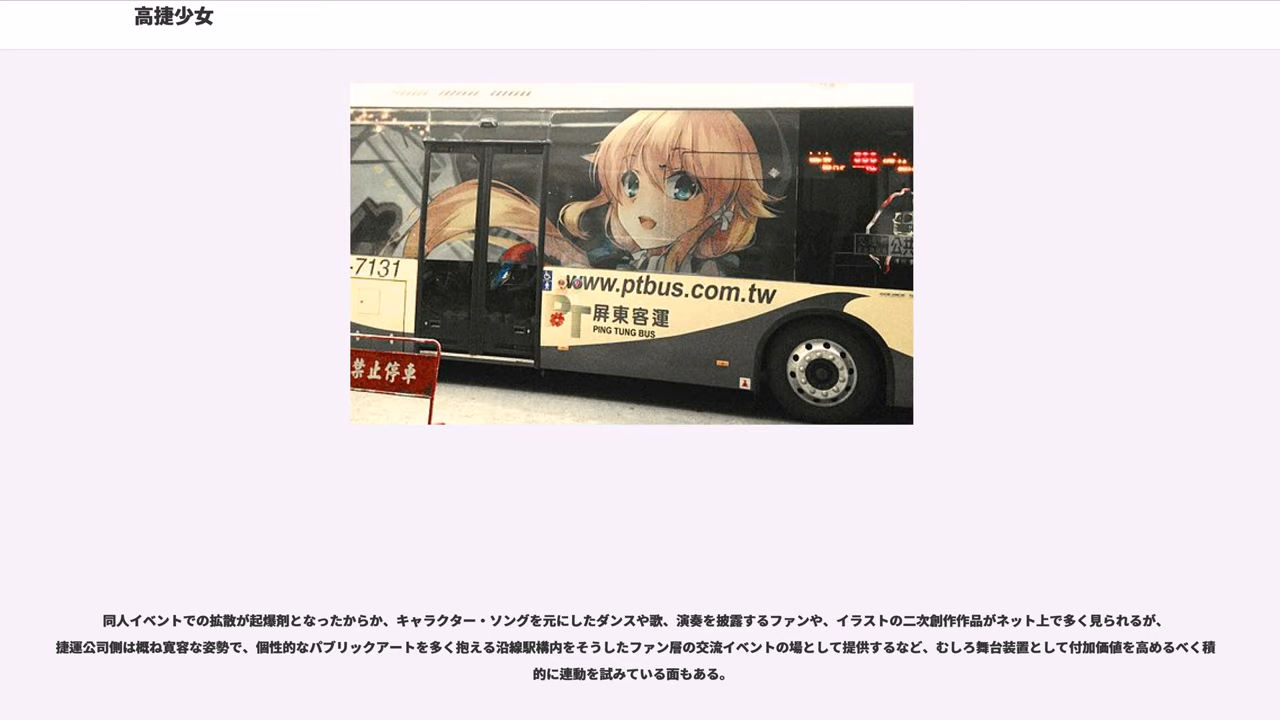 高捷少女
-7131
www.ptbus.com.tw
PT 屏東客運
PING TUNG BUS
禁止停車
同人イベントでの拡散が起爆剤となったからか、キャラクター・ソングを元にしたダンスや歌、演奏を披露するファンや、イラストの二次創作作品がネット上で多く見られるが、
捷運公司側は概ね寛容な姿勢で、個性的なパブリックアートを多く抱える沿線駅構内をそうしたファン層の交流イベントの場として提供するなど、むしろ舞台装置として付加価値を高めるべく積
的に連動を試みている面もある。